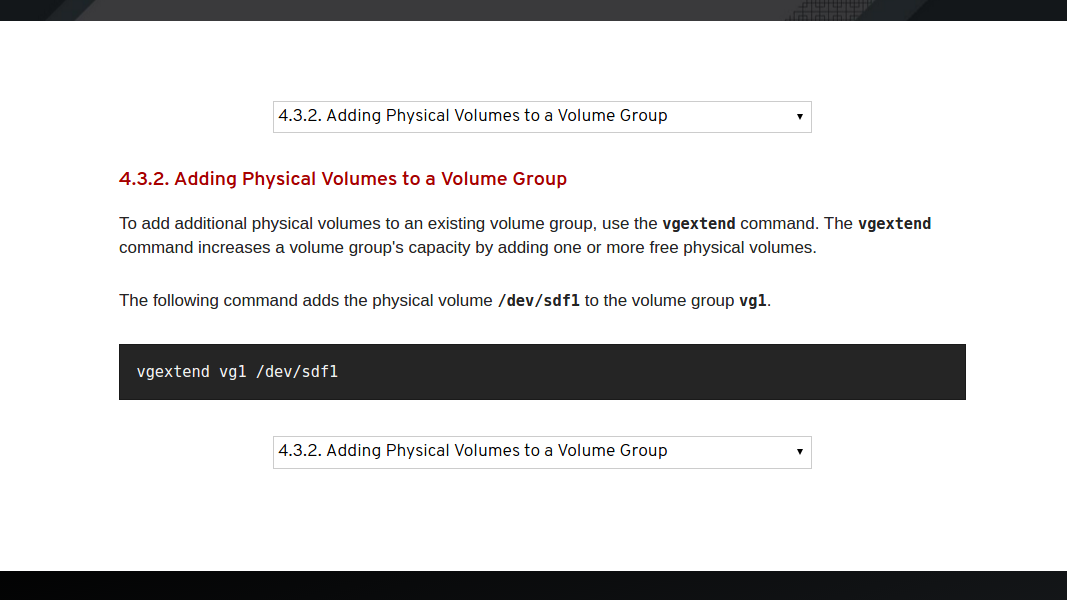 4.3.2. Adding Physical Volumes to a Volume Group
4.3.2. Adding Physical Volumes to a Volume Group
To add additional physical volumes to an existing volume group, use the vgextend command. The vgextend
command increases a volume group's capacity by adding one or more free physical volumes.
The following command adds the physical volume /dev/sdf1 to the volume group vg1.
vgextend vg1 /dev/sdf1
4.3.2. Adding Physical Volumes to a Volume Group